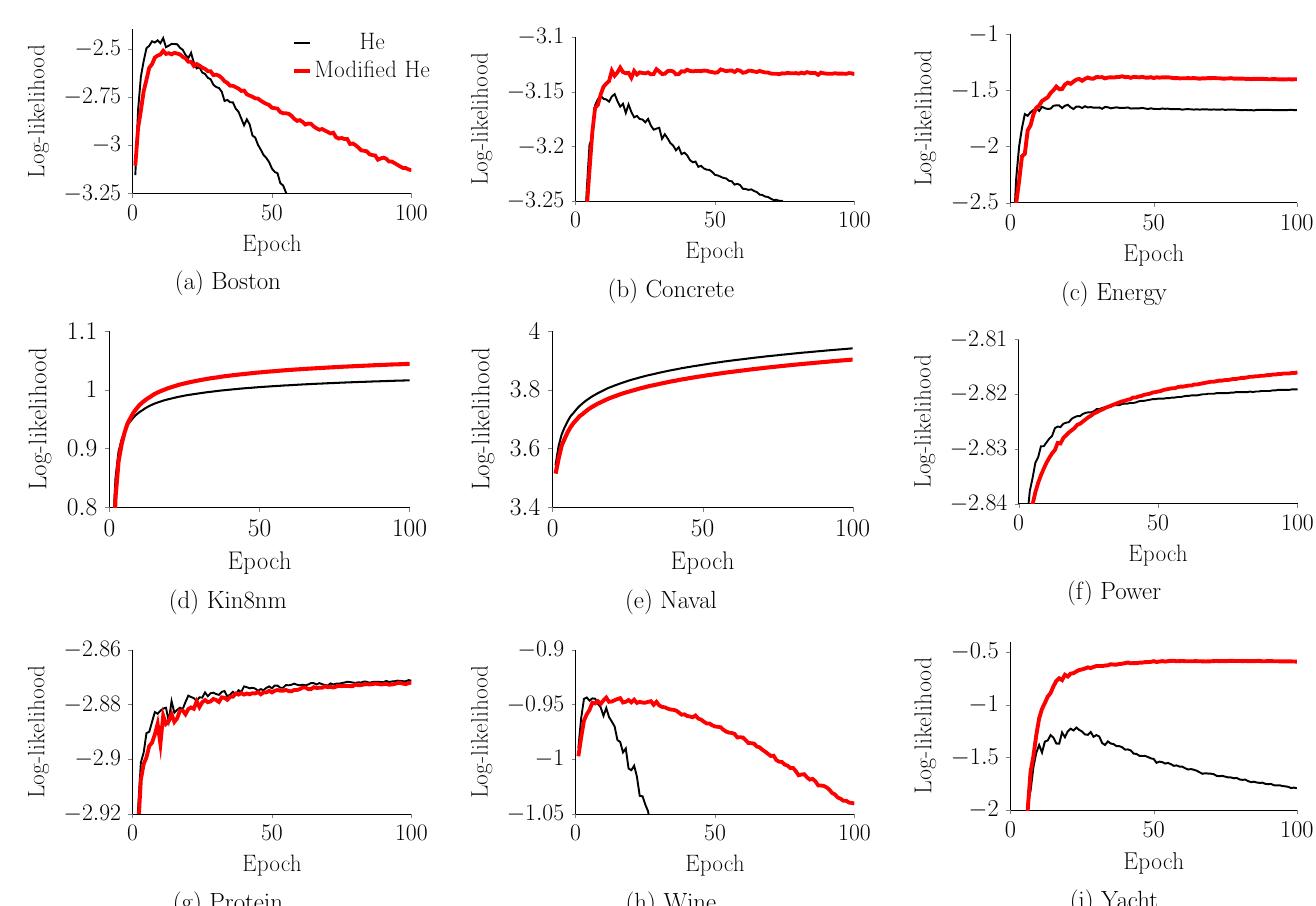 −2.5
−2.75
−3
−3.25
0
50
100
Log-likelihood
Epoch
He
Modified He
(a) Boston
−3.1
−3.15
−3.2
−3.25
0
50
100
Log-likelihood
Epoch
(b) Concrete
−1
−1.5
−2
−2.5
0
50
100
Log-likelihood
Epoch
(c) Energy
1.1
1
0.9
0.8
0
50
100
Log-likelihood
Epoch
(d) Kin8nm
4
3.8
3.6
3.4
0
50
100
Log-likelihood
Epoch
(e) Naval
−2.81
−2.82
−2.83
−2.84
0
50
100
Log-likelihood
Epoch
(f) Power
−2.86
−2.88
−2.9
−2.92
0
50
100
Log-likelihood
Epoch
(g) Protein
−0.9
−0.95
−1
−1.05
0
50
100
Log-likelihood
Epoch
(h) Wine
−0.5
−1
−1.5
−2
0
50
100
Log-likelihood
Epoch
(i) Yacht